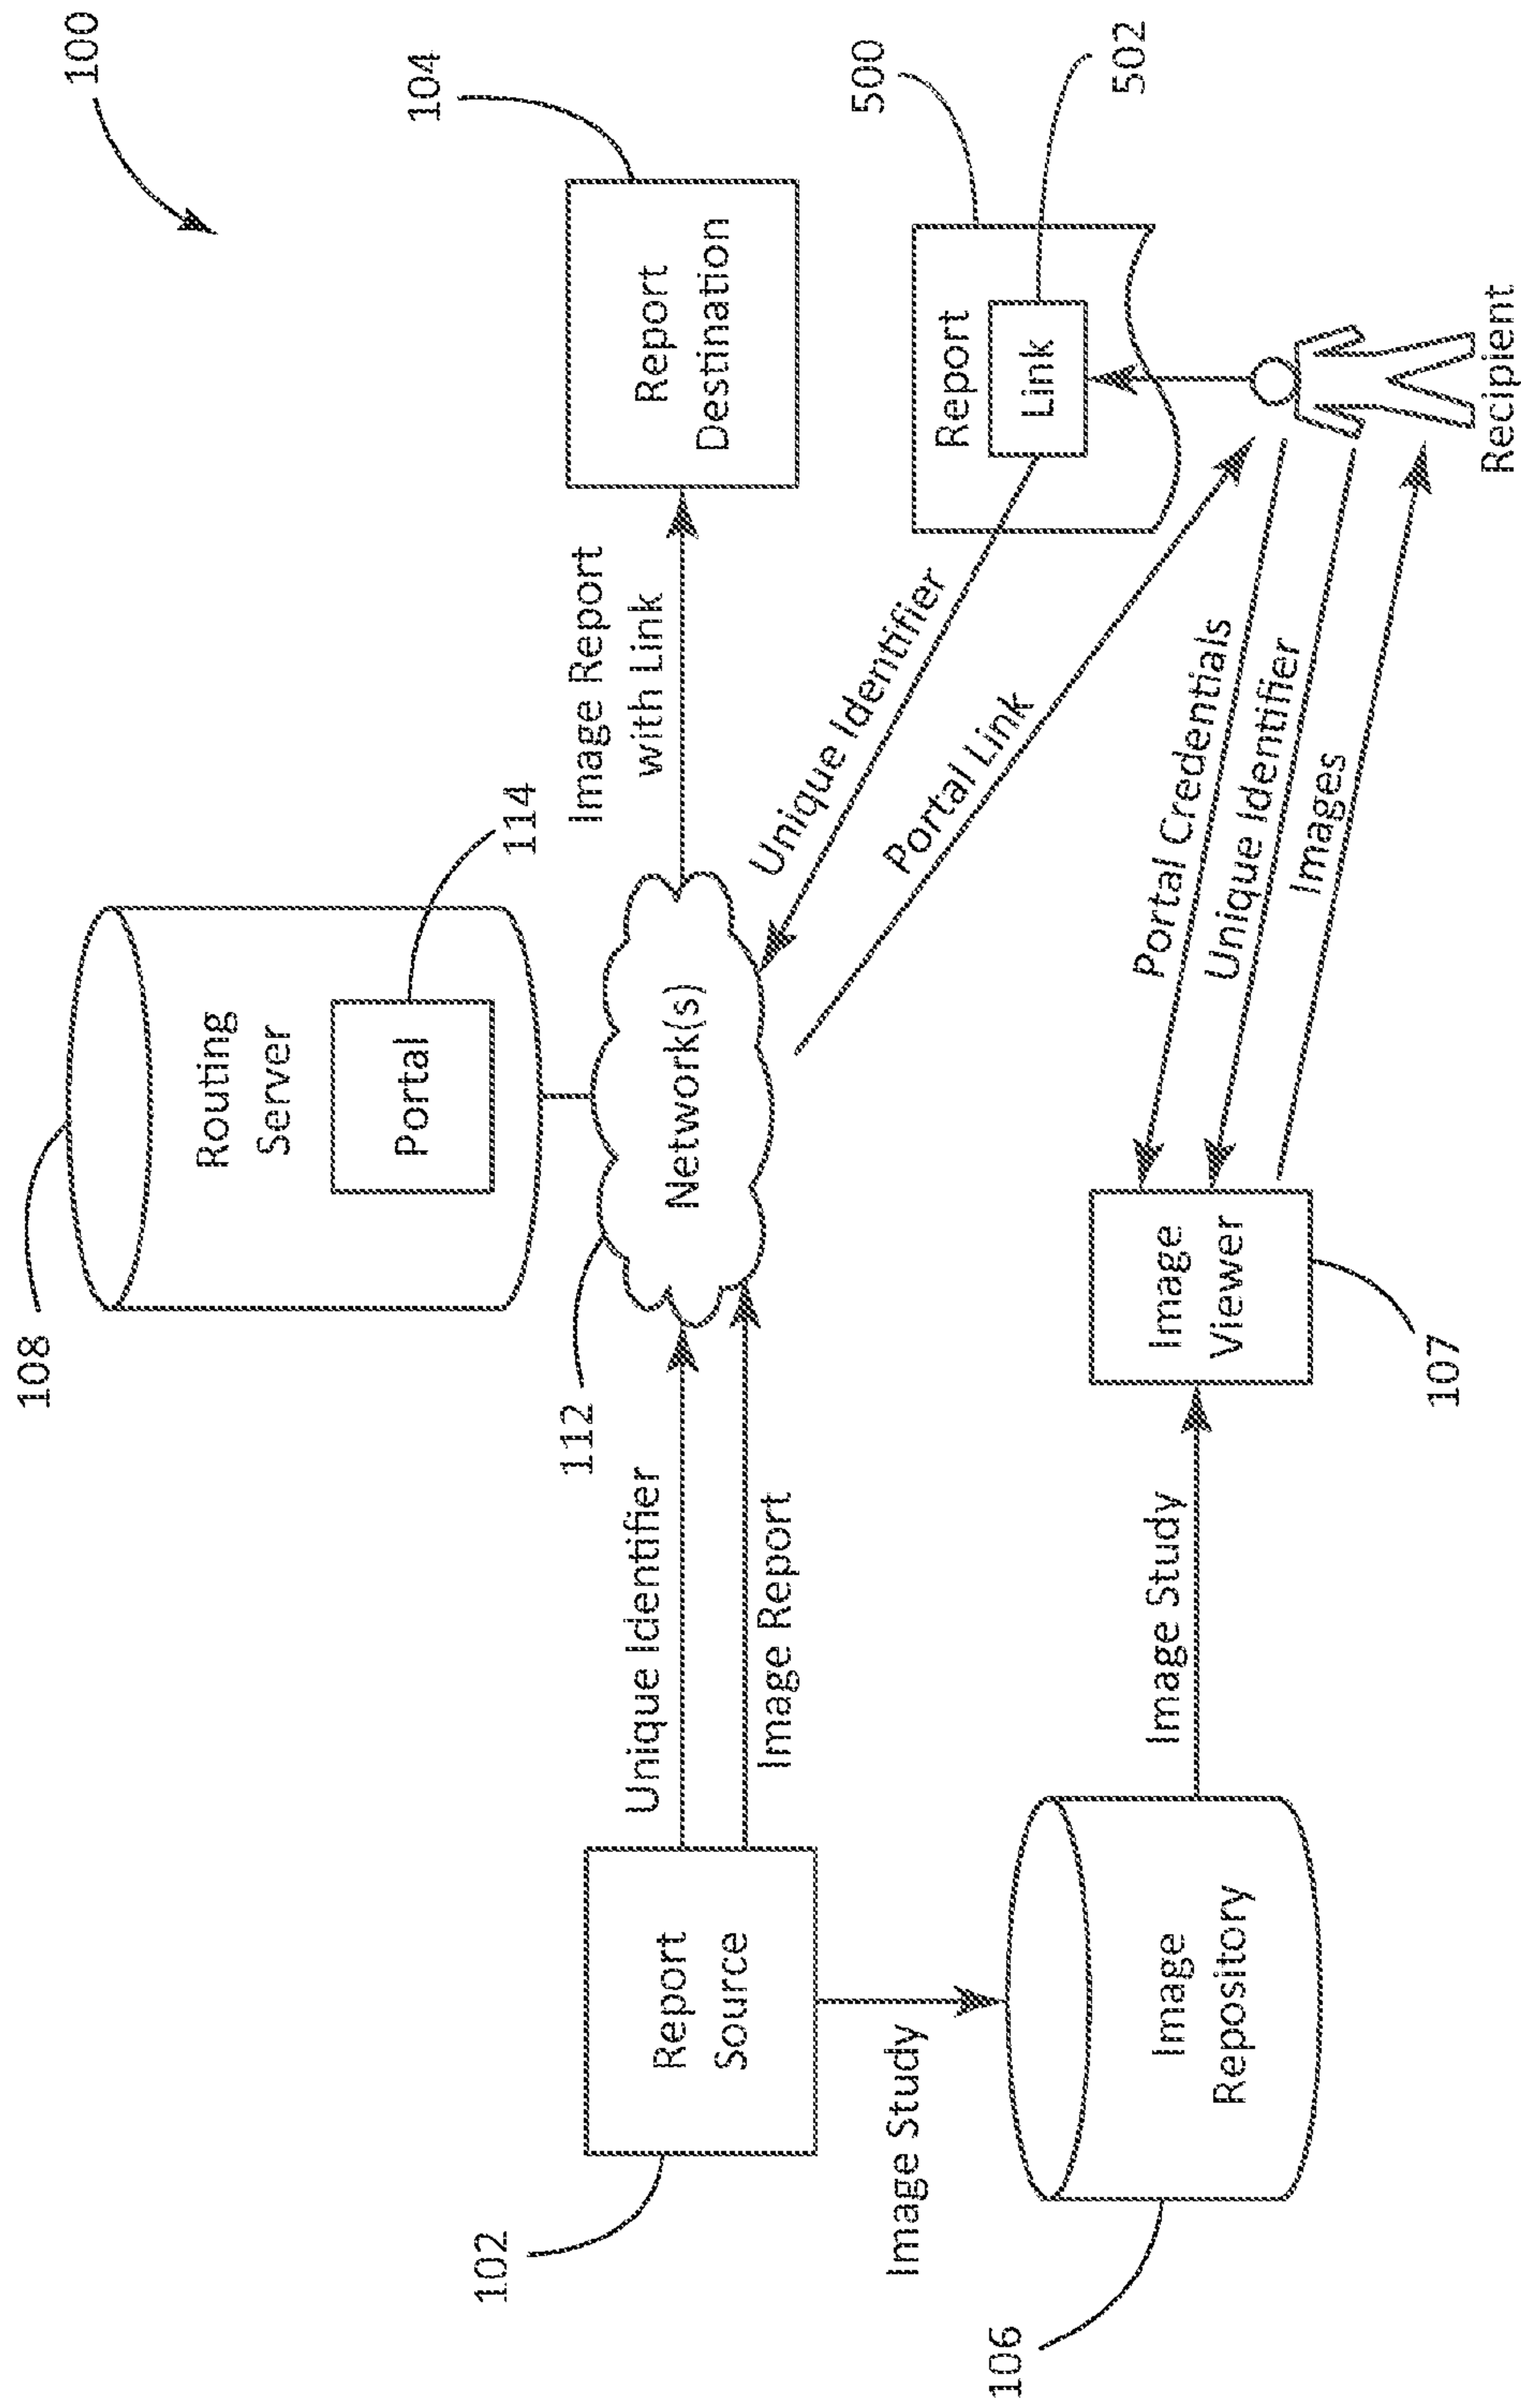 100
108
Routing
Server
Portal
114
104
Report
Destination
Image Report
with Link
112
Network(s)
Unique Identifier
Image Report
102
Report
Source
Image Study
106
Image
Repository
Image Study
Image
Viewer
107
Unique Identifier
Portal Link
500
Report
Link
502
Portal Credentials
Unique Identifier
Images
Recipient